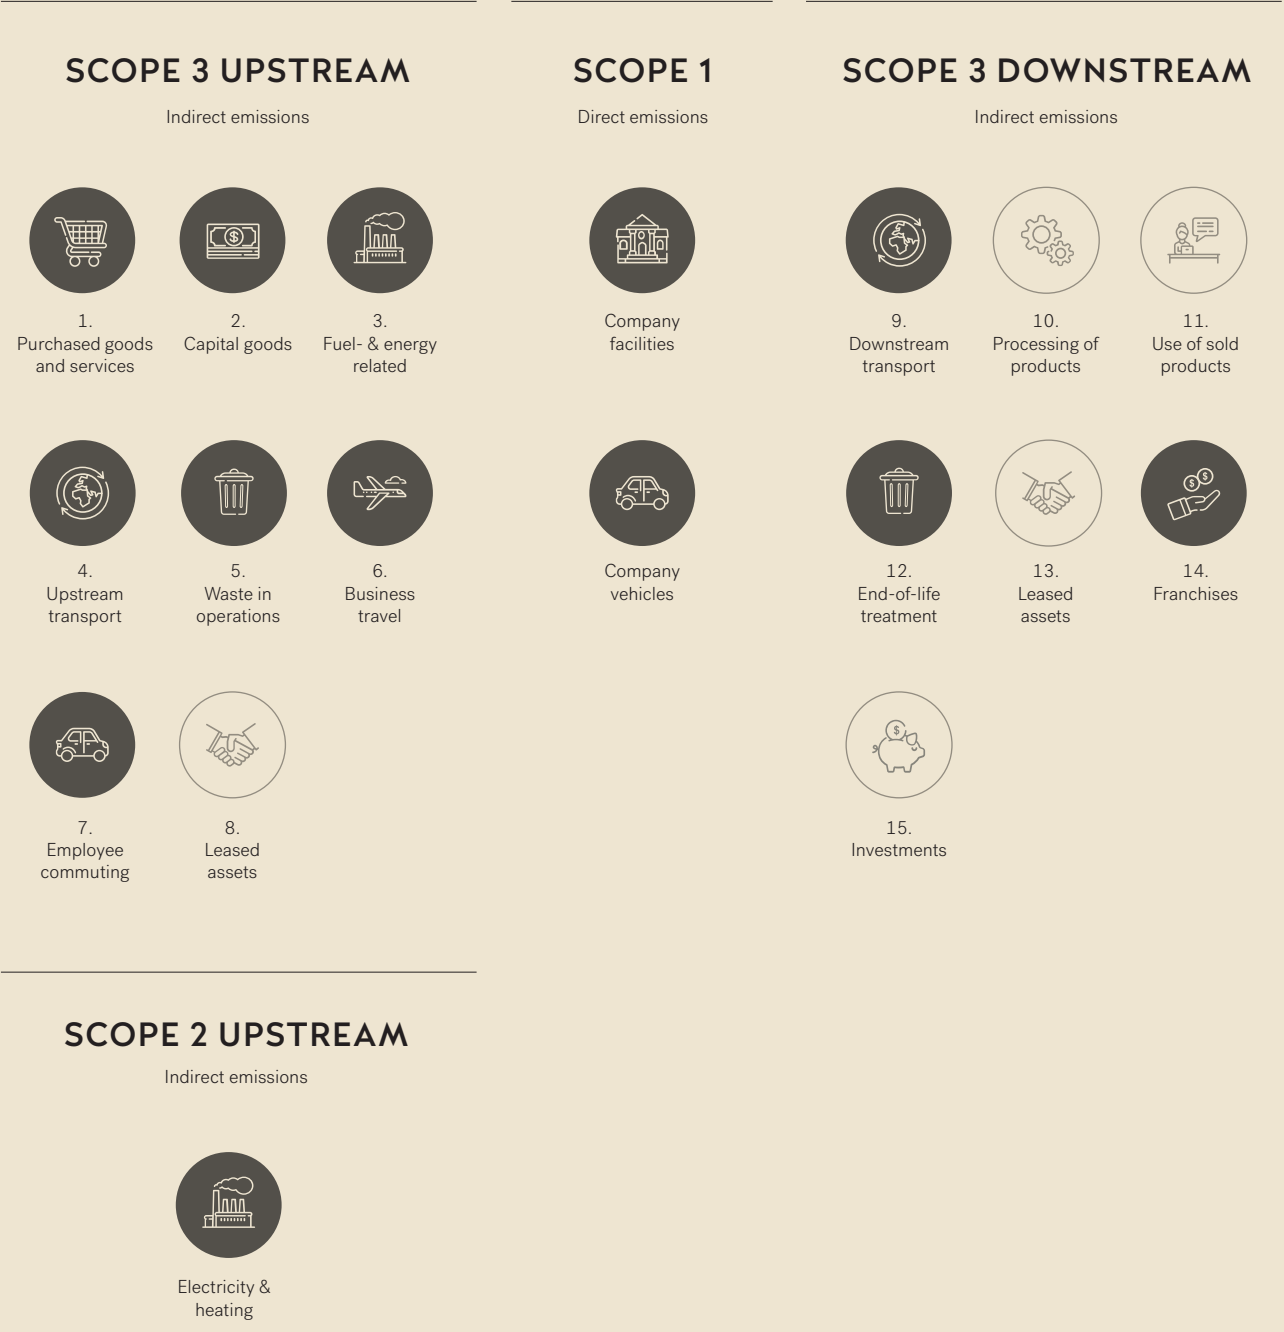 SCOPE 3 UPSTREAM
Indirect emissions
1.
Purchased goods
and services
2.
Capital goods
3.
Fuel- & energy
related
4.
Upstream
transport
5.
Waste in
operations
6.
Business
travel
7.
Employee
commuting
8.
Leased
assets
SCOPE 2 UPSTREAM
Indirect emissions
Electricity &
heating
SCOPE 1
Direct emissions
Company
facilities
Company
vehicles
SCOPE 3 DOWNSTREAM
Indirect emissions
9.
Downstream
transport
10.
Processing of
products
11.
Use of sold
products
12.
End-of-life
treatment
13.
Leased
assets
14.
Franchises
15.
Investments